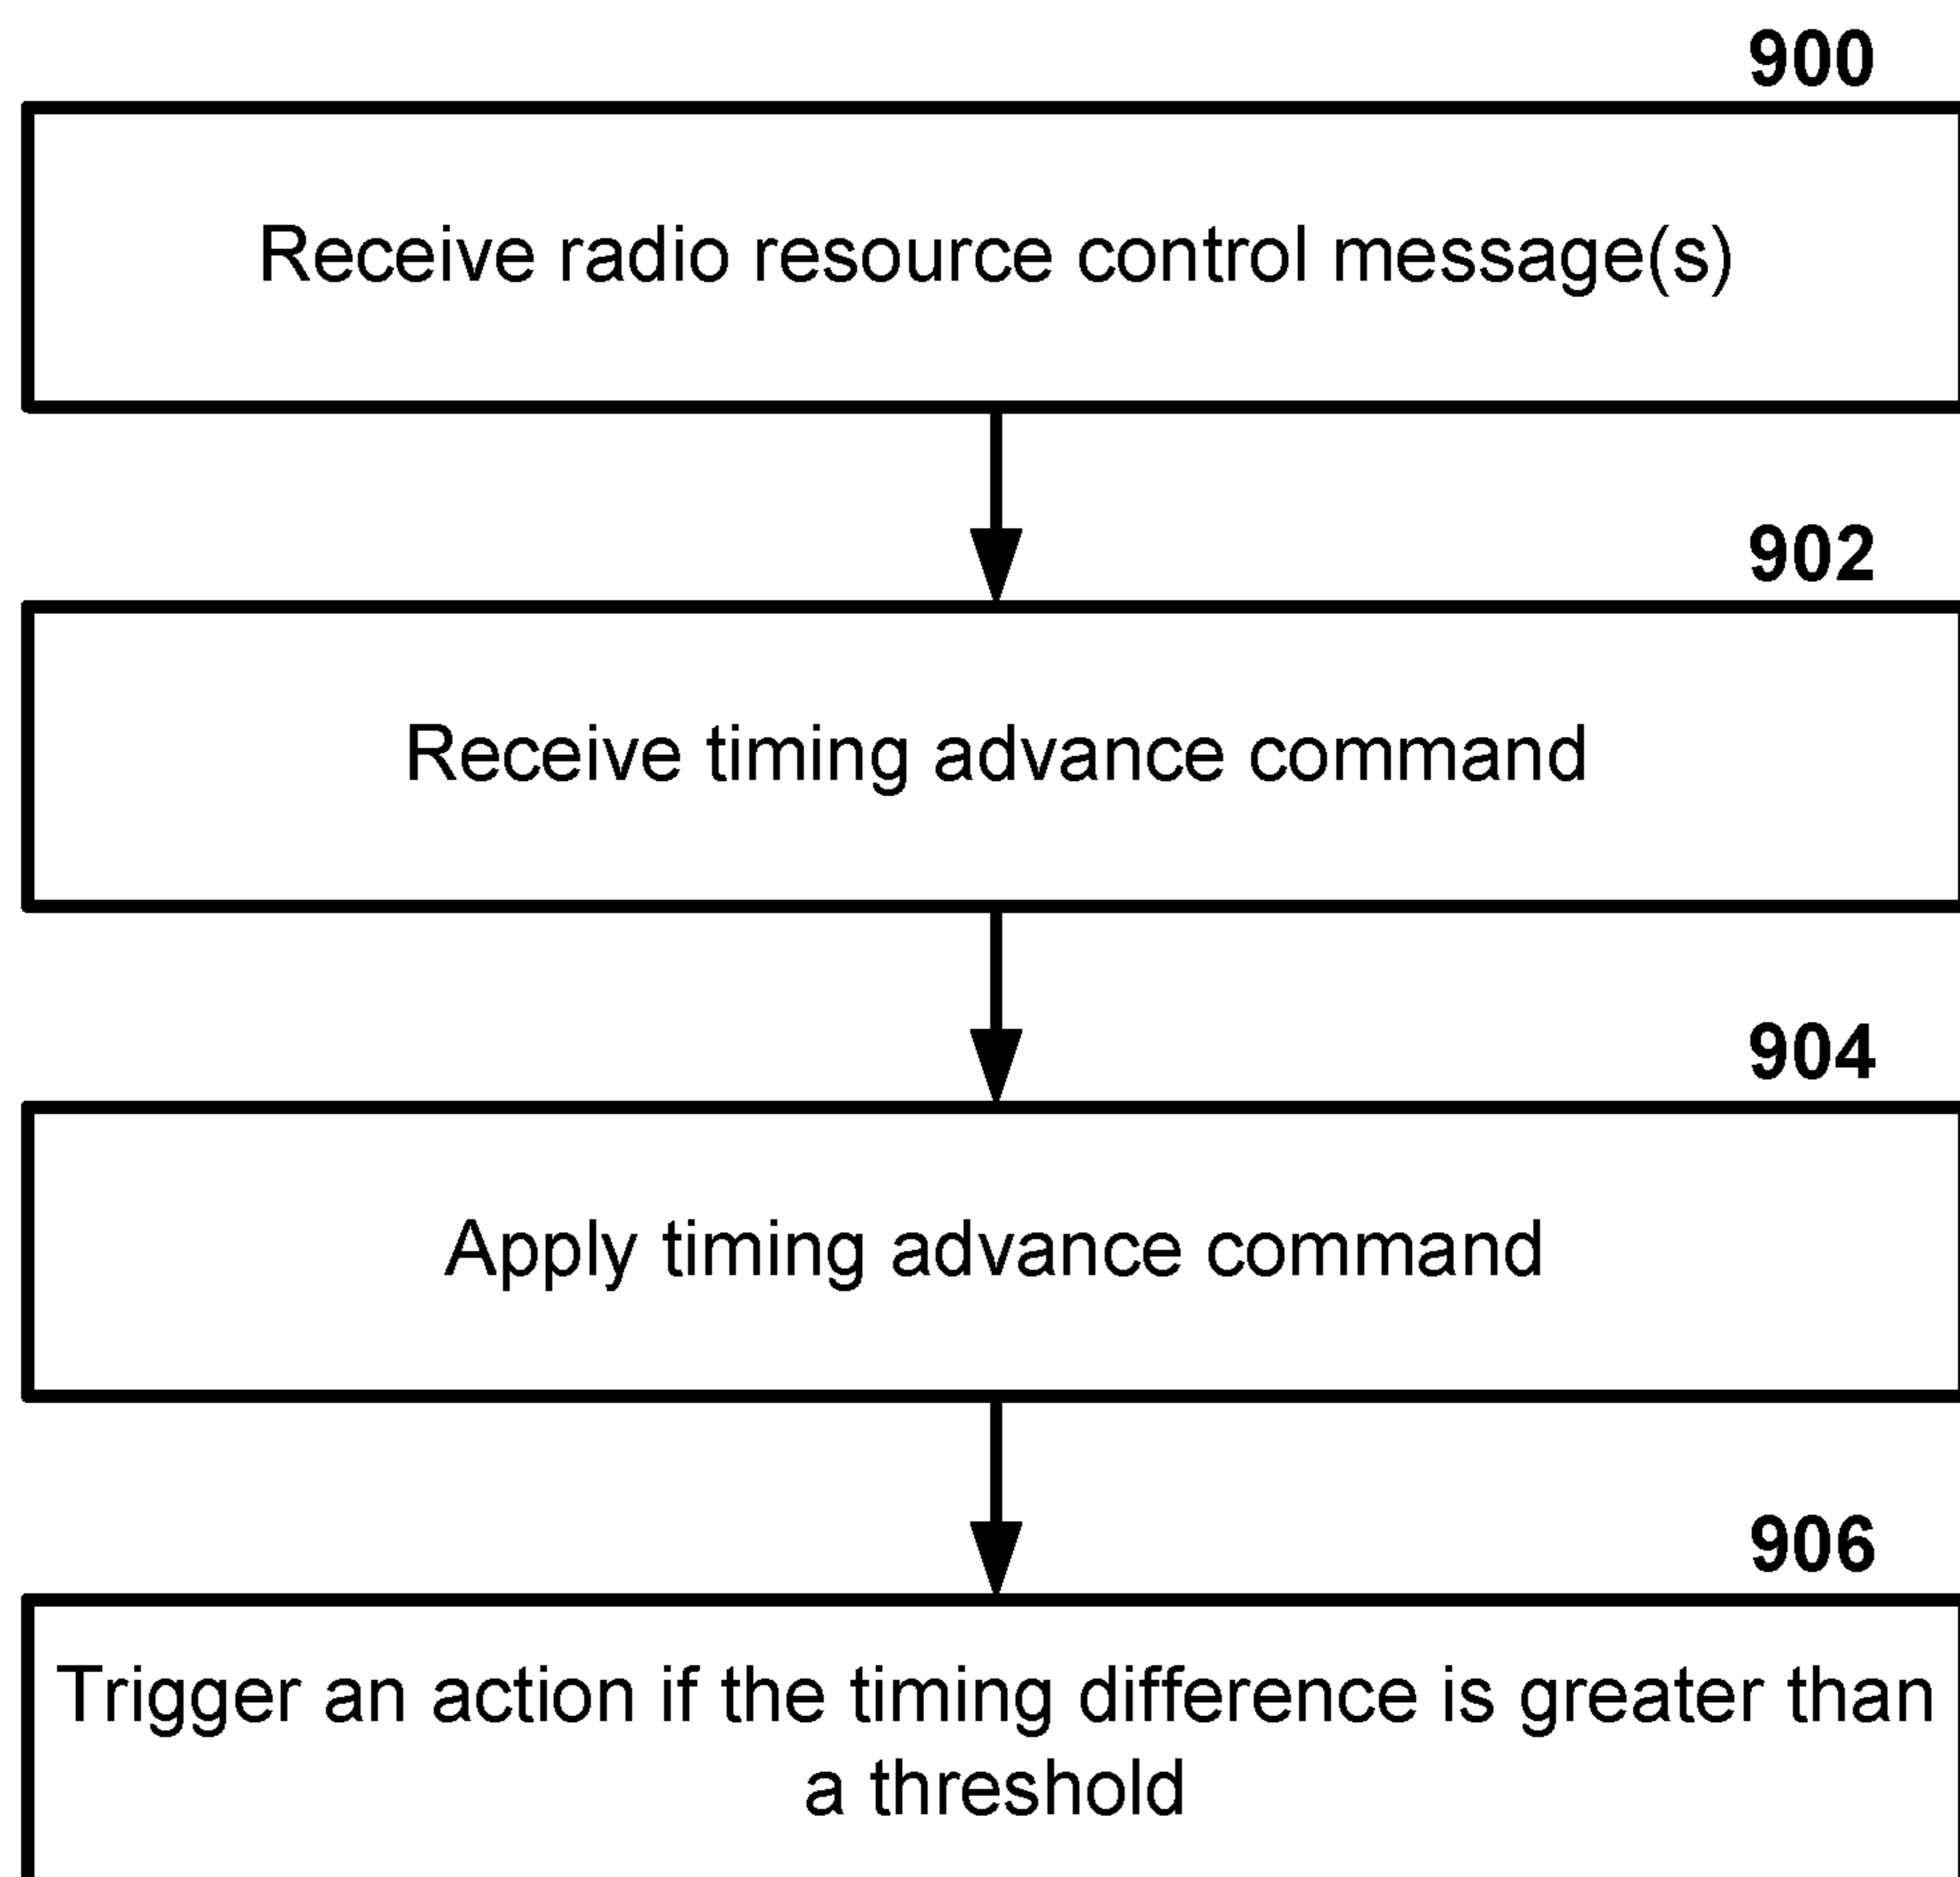 900
Receive radio resource control message(s)
902
Receive timing advance command
904
Apply timing advance command
906
Trigger an action if the timing difference is greater than
a threshold